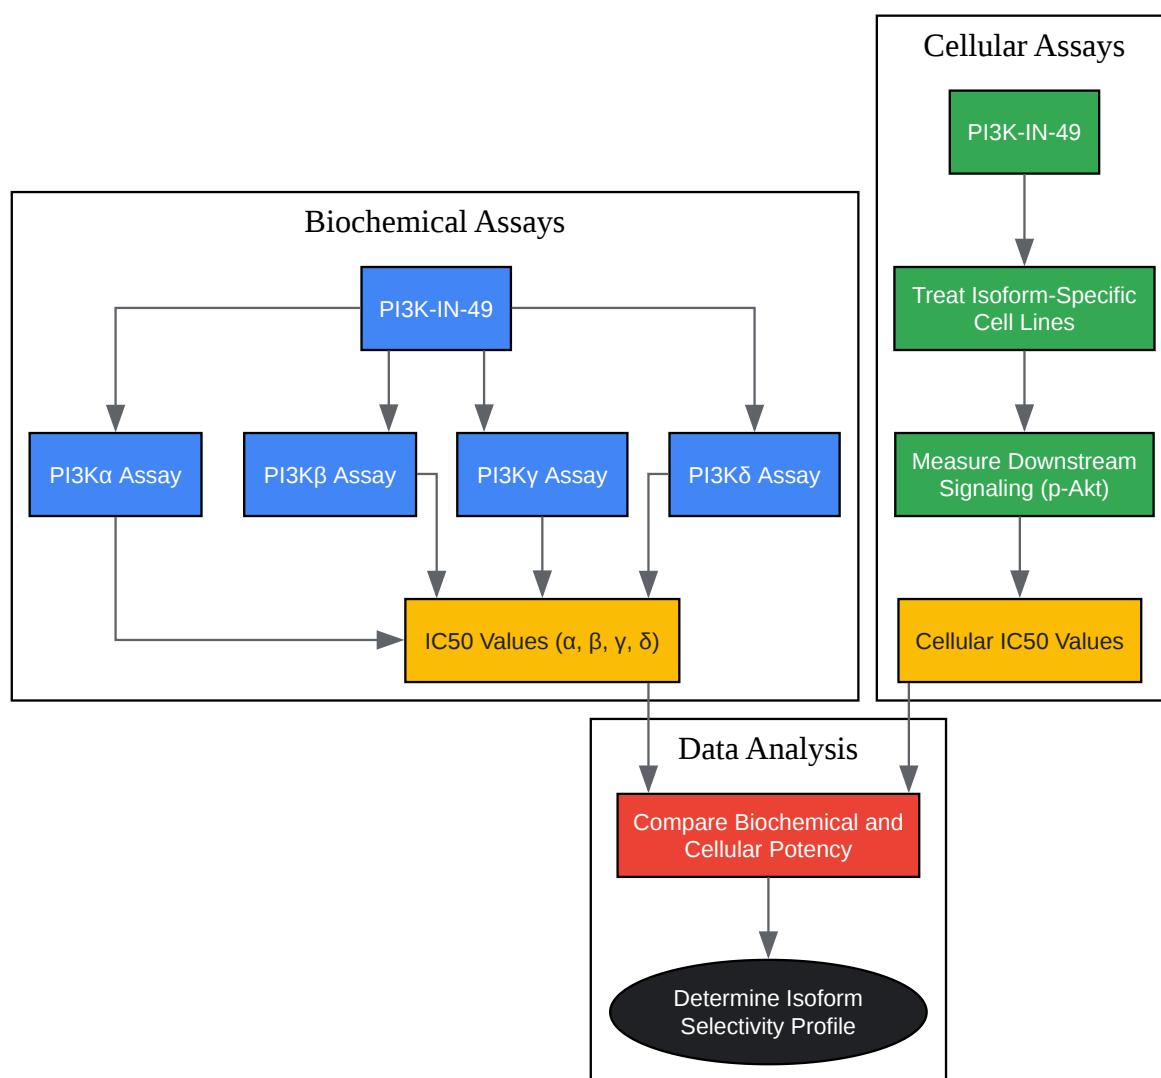 Cellular Assays
PI3K-IN-49
Treat Isoform-Specific
Cell Lines
Measure Downstream
Signaling (p-Akt)
Cellular IC50 Values
Biochemical Assays
PI3K-IN-49
PI3Kα Assay
PI3Kβ Assay
PI3Kγ Assay
PI3Kδ Assay
IC50 Values (α, β, γ, δ)
Data Analysis
Compare Biochemical and
Cellular Potency
Determine Isoform
Selectivity Profile